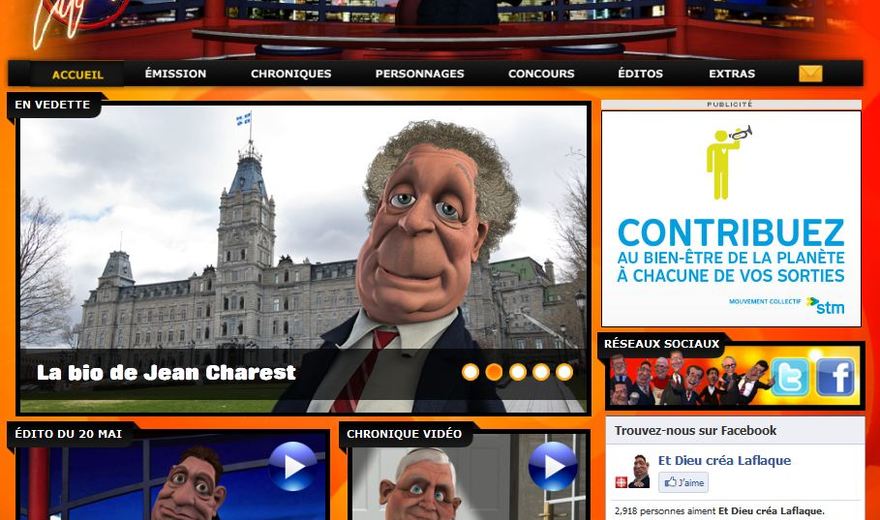 ACCUEIL ÉMISSION CHRONIQUES PERSONNAGES CONCOURS ÉDITOS EXTRAS
EN VEDETTE
La bio de Jean Charest
PUBLICITÉ
CONTRIBUEZ
AU BIEN-ÊTRE DE LA PLANÈTE
À CHACUNE DE VOS SORTIES
MOUVEMENT COLLECTIF stm
RÉSEAUX SOCIAUX
ÉDITO DU 20 MAI
CHRONIQUE VIDÉO
Trouvez-nous sur Facebook
Et Dieu créa Laflaque
J'aime
2,918 personnes aiment Et Dieu créa Laflaque.